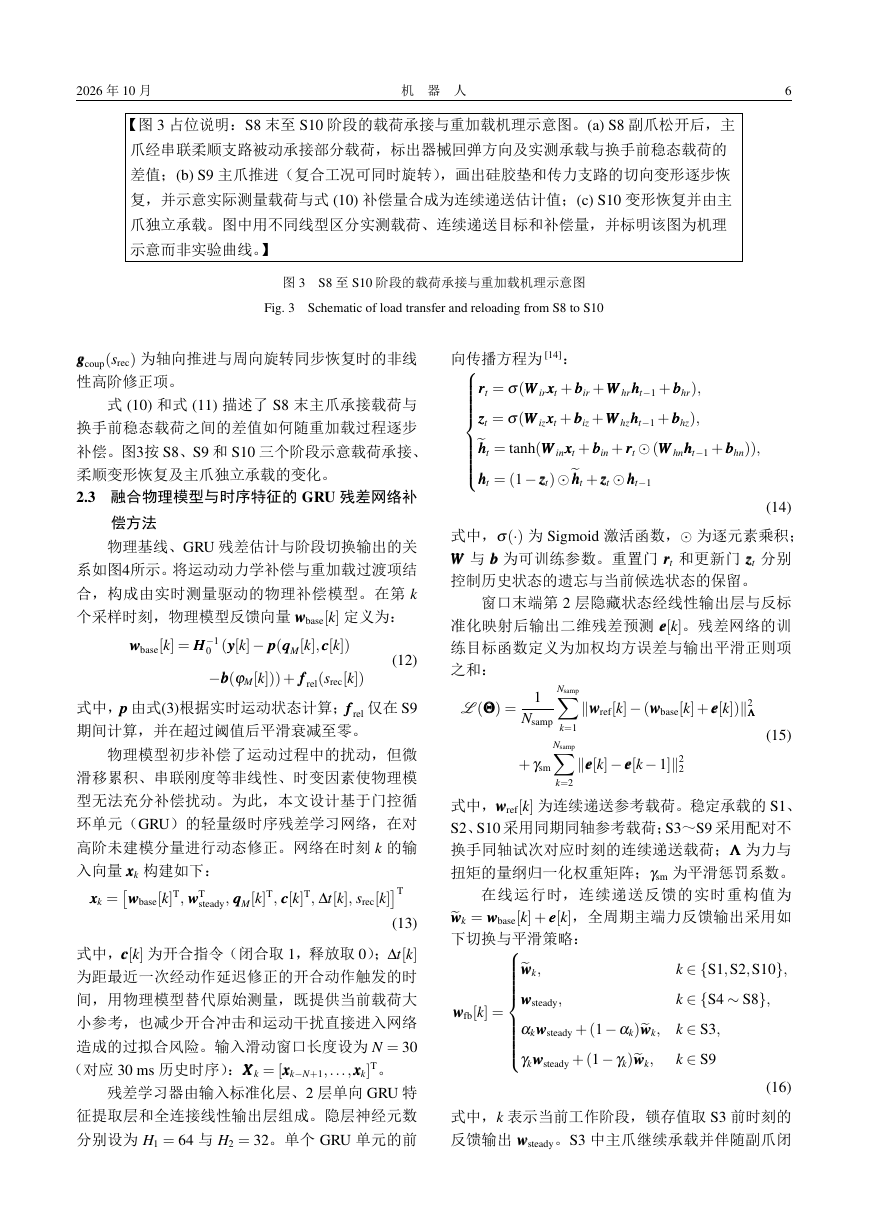 2026 年 10 月 机 器 人 6
【图 3 占位说明：S8 末至 S10 阶段的载荷承接与重加载机理示意图。(a) S8 副爪松开后，主
爪经串联柔顺支路被动承接部分载荷，标出器械回弹方向及实测承载与换手前稳态载荷的
差值；(b) S9 主爪推进（复合工况可同时旋转），画出硅胶垫和传力支路的切向变形逐步恢
复，并示意实际测量载荷与式 (10) 补偿量合成为连续递送估计值；(c) S10 变形恢复并由主
爪独立承载。图中用不同线型区分实测载荷、连续递送目标和补偿量，并标明该图为机理
示意而非实验曲线。】
图 3 S8 至 S10 阶段的载荷承接与重加载机理示意图
Fig. 3 Schematic of load transfer and reloading from S8 to S10
g_coup(s_rec) 为轴向推进与周向旋转同步恢复时的非线
性高阶修正项。
式 (10) 和式 (11) 描述了 S8 末主爪承接载荷与
换手前稳态载荷之间的差值如何随重加载过程逐步
补偿。图3按 S8、S9 和 S10 三个阶段示意载荷承接、
柔顺变形恢复及主爪独立承载的变化。
2.3 融合物理模型与时序特征的 GRU 残差网络补
偿方法
物理基线、GRU 残差估计与阶段切换输出的关
系如图4所示。将运动动力学补偿与重加载过渡项结
合，构成由实时测量驱动的物理补偿模型。在第 k
个采样时刻，物理模型反馈向量 w_base[k] 定义为：
w_base[k] = H_0^{-1} (y[k] − p(q_M[k], c[k])
−b(φ_M[k])) + f_rel(s_rec[k])
(12)
式中，p 由式(3)根据实时运动状态计算；f_rel 仅在 S9
期间计算，并在超过阈值后平滑衰减至零。
物理模型初步补偿了运动过程中的扰动，但微
滑移累积、串联刚度等非线性、时变因素使物理模
型无法充分补偿扰动。为此，本文设计基于门控循
环单元（GRU）的轻量级时序残差学习网络，在对
高阶未建模分量进行动态修正。网络在时刻 k 的输
入向量 x_k 构建如下：
x_k = [w_base[k]^T, w_steady^T, q_M[k]^T, c[k]^T, Δt[k], s_rec[k]]^T
(13)
式中，c[k] 为开合指令（闭合取 1，释放取 0）；Δt[k]
为距最近一次经动作延迟修正的开合动作触发的时
间，用物理模型替代原始测量，既提供当前载荷大
小参考，也减少开合冲击和运动干扰直接进入网络
造成的过拟合风险。输入滑动窗口长度设为 N = 30
（对应 30 ms 历史时序）：X_k = [x_{k−N+1}, . . . , x_k]^T。
残差学习器由输入标准化层、2 层单向 GRU 特
征提取层和全连接线性输出层组成。隐层神经元数
分别设为 H_1 = 64 与 H_2 = 32。单个 GRU 单元的前
向传播方程为[14]：
r_t = σ(W_ir x_t + b_ir + W_hr h_{t−1} + b_hr),
z_t = σ(W_iz x_t + b_iz + W_hz h_{t−1} + b_hz),
h̃_t = tanh(W_in x_t + b_in + r_t ⊙ (W_hn h_{t−1} + b_hn)),
h_t = (1 − z_t) ⊙ h̃_t + z_t ⊙ h_{t−1}
(14)
式中，σ(·) 为 Sigmoid 激活函数，⊙ 为逐元素乘积；
W 与 b 为可训练参数。重置门 r_t 和更新门 z_t 分别
控制历史状态的遗忘与当前候选状态的保留。
窗口末端第 2 层隐藏状态经线性输出层与反标
准化映射后输出二维残差预测 e[k]。残差网络的训
练目标函数定义为加权均方误差与输出平滑正则项
之和：
ℒ(Θ) = 1/N_samp ∑_{k=1}^{N_samp} ‖w_ref[k] − (w_base[k] + e[k])‖_Λ^2
+ γ_sm ∑_{k=2}^{N_samp} ‖e[k] − e[k−1]‖_2^2
(15)
式中，w_ref[k] 为连续递送参考载荷。稳定承载的 S1、
S2、S10 采用同期同轴参考载荷；S3～S9 采用配对不
换手同轴试次对应时刻的连续递送载荷；Λ 为力与
扭矩的量纲归一化权重矩阵；γ_sm 为平滑惩罚系数。
在线运行时，连续递送反馈的实时重构值为
w̃_k = w_base[k] + e[k]，全周期主端力反馈输出采用如
下切换与平滑策略：
w_fb[k] = { w̃_k, k ∈ {S1, S2, S10},
w_steady, k ∈ {S4 ∼ S8},
α_k w_steady + (1 − α_k) w̃_k, k ∈ S3,
γ_k w_steady + (1 − γ_k) w̃_k, k ∈ S9
(16)
式中，k 表示当前工作阶段，锁存值取 S3 前时刻的
反馈输出 w_steady。S3 中主爪继续承载并伴随副爪闭